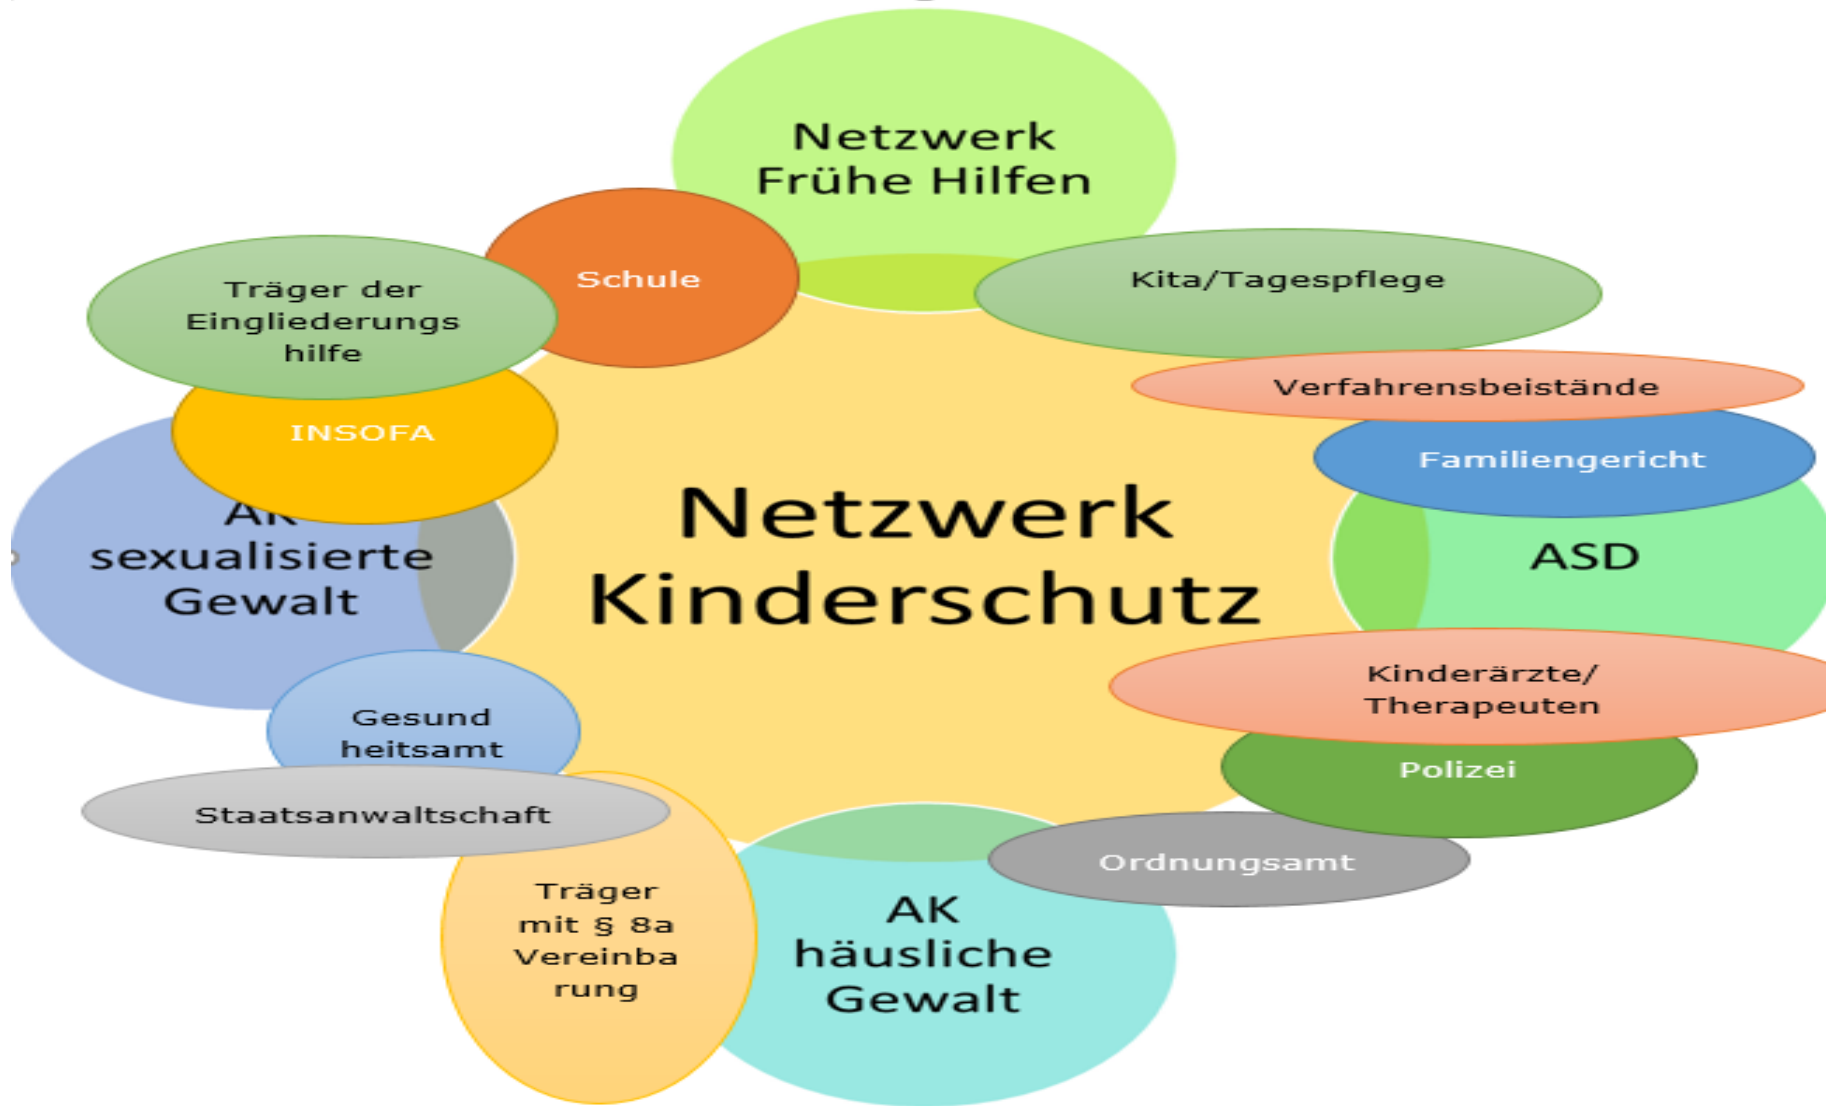 Netzwerk
Frühe Hilfen
Schule
Kita/Tagespflege
Träger der
Eingliederungs
hilfe
Verfahrensbeistände
INSOFA
Familiengericht
AK
sexualisierte
Gewalt
Netzwerk
Kinderschutz
ASD
Kinderärzte/
Therapeuten
Gesund
heitsamt
Polizei
Staatsanwaltschaft
Ordnungsamt
Träger
mit § 8a
Vereinba
rung
AK
häusliche
Gewalt